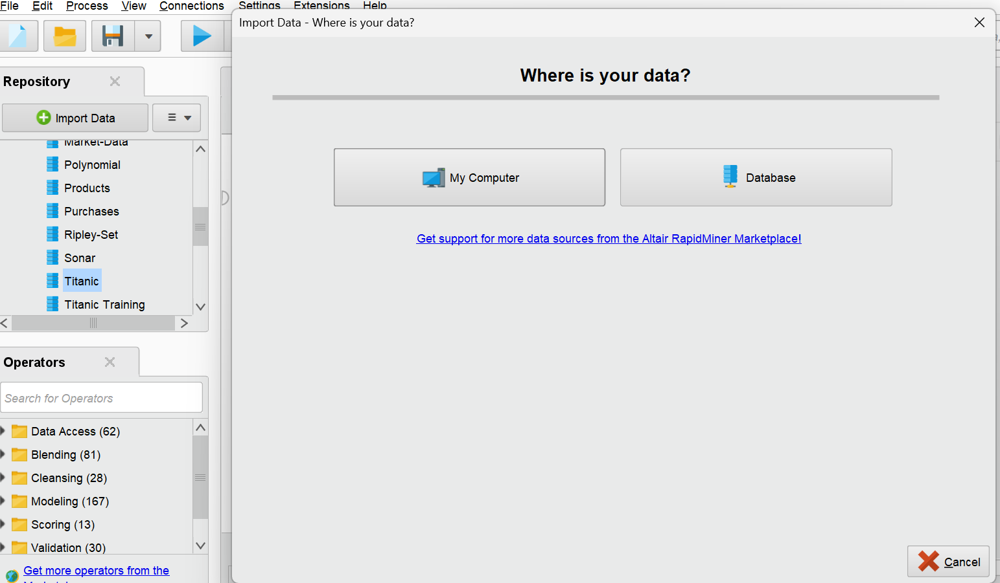 File Edit Process View Connections Settings Extensions Help
Import Data - Where is your data?
Repository
Import Data
Market-Data
Polynomial
Products
Purchases
Ripley-Set
Sonar
Titanic
Titanic Training
Operators
Search for Operators
Data Access (62)
Blending (81)
Cleansing (28)
Modeling (167)
Scoring (13)
Validation (30)
Get more operators from the
Where is your data?
My Computer
Database
Get support for more data sources from the Altair RapidMiner Marketplace!
Cancel